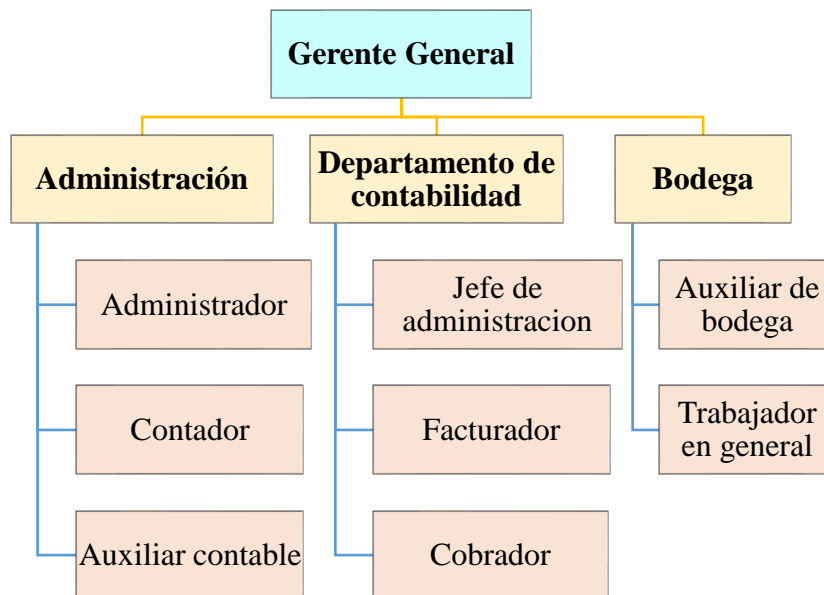 Gerente General
Administración
Departamento de
contabilidad
Bodega
Administrador
Jefe de
administracion
Auxiliar de
bodega
Contador
Facturador
Trabajador
en general
Auxiliar contable
Cobrador